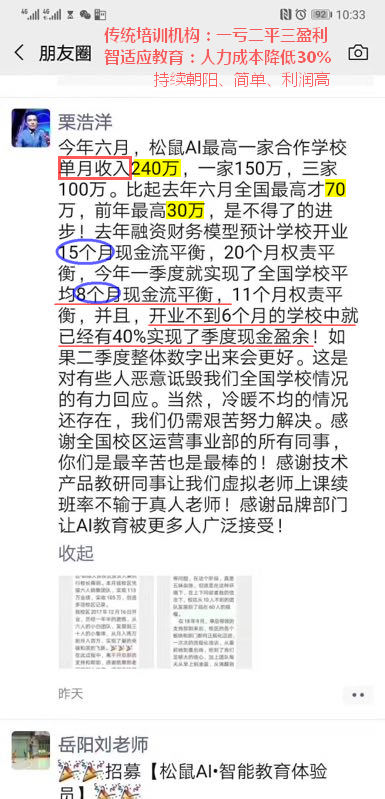 92 10:33
传统培训机构：一亏二平三盈利
朋友圈
智适应教育：人力成本降低30%
持续朝阳、简单、利润高
栗浩洋
今年六月，松鼠AI最高一家合作学校
单月收入240万，一家150万，三家
100万。比起去年六月全国最高才70
万，前年最高30万，是不得了的进
步！去年融资财务模型预计学校开业
15个月现金流平衡，20个月权责平
衡，今年一季度就实现了全国学校平
均8个月现金流平衡，11个月权责平
衡，并且，开业不到6个月的学校中就
已经有40%实现了季度现金盈余！如
果二季度整体数字出来会更好。这是
对有些人恶意诋毁我们全国学校情况
的有力回应。当然，冷暖不均的情况
还存在，我们仍需艰苦努力解决。感
谢全国校区运营事业部的所有同事，
你们是最辛苦也是最棒的！感谢技术
产品教研同事让我们虚拟老师上课续
班率不输于真人老师！感谢品牌部门
让AI教育被更多人广泛接受！
收起
昨天
岳阳刘老师
招募【松鼠AI•智能教育体验
员】